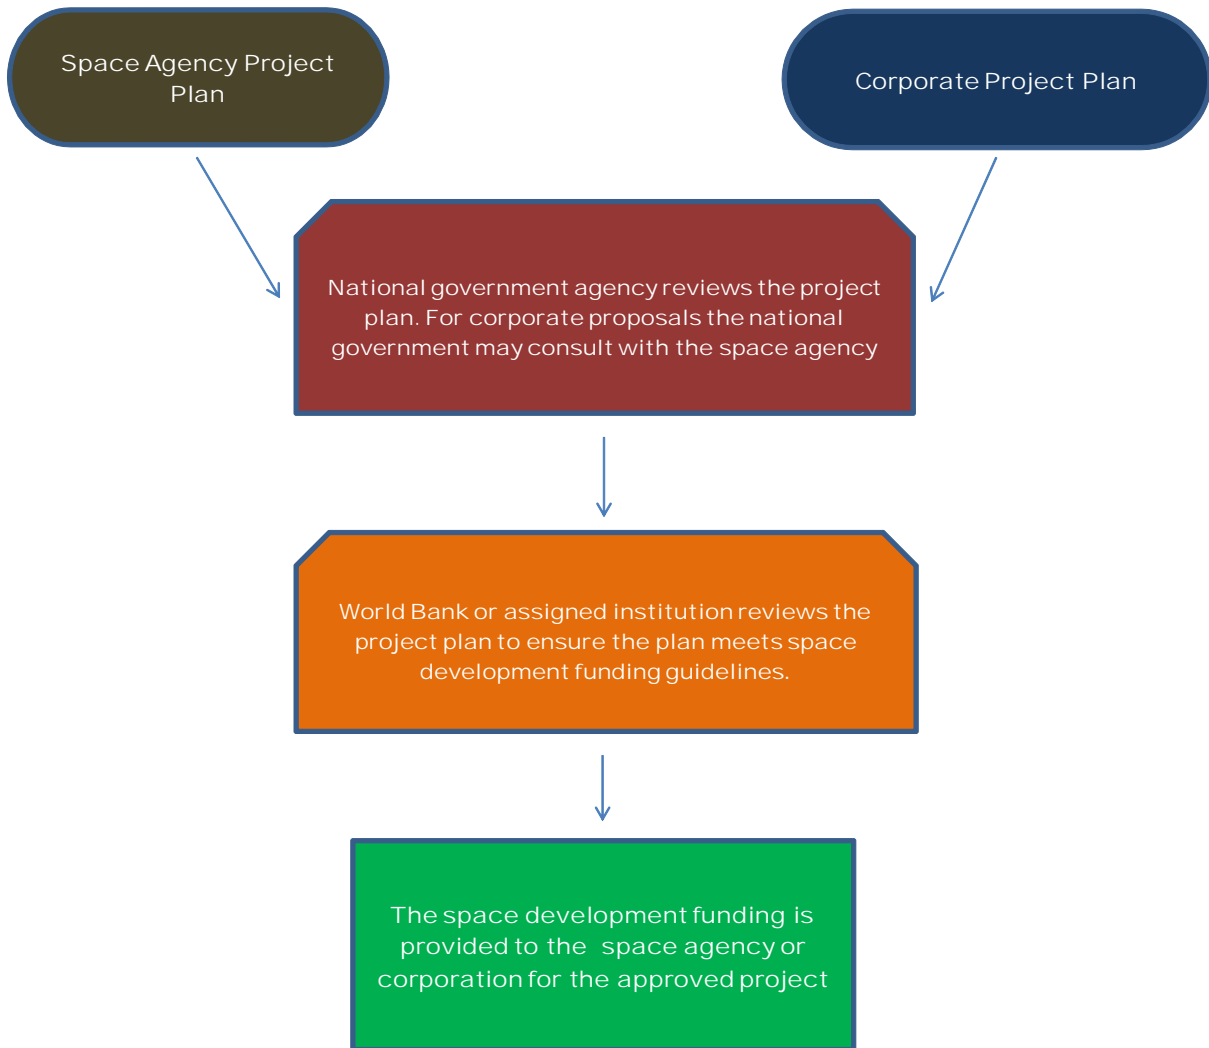 Space Agency Project
Plan
Corporate Project Plan
National government agency reviews the project
plan. For corporate proposals the national
government may consult with the space agency
World Bank or assigned institution reviews the
project plan to ensure the plan meets space
development funding guidelines.
The space development funding is
provided to the space agency or
corporation for the approved project